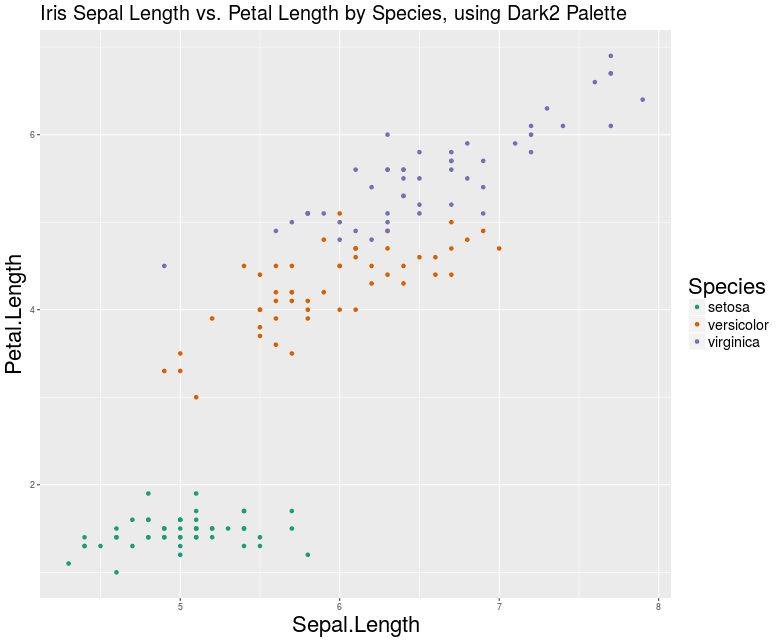 Iris Sepal Length vs. Petal Length by Species, using Dark2 Palette
6
4
2
Petal.Length
5 6 7 8
Sepal.Length
Species
setosa
versicolor
virginica